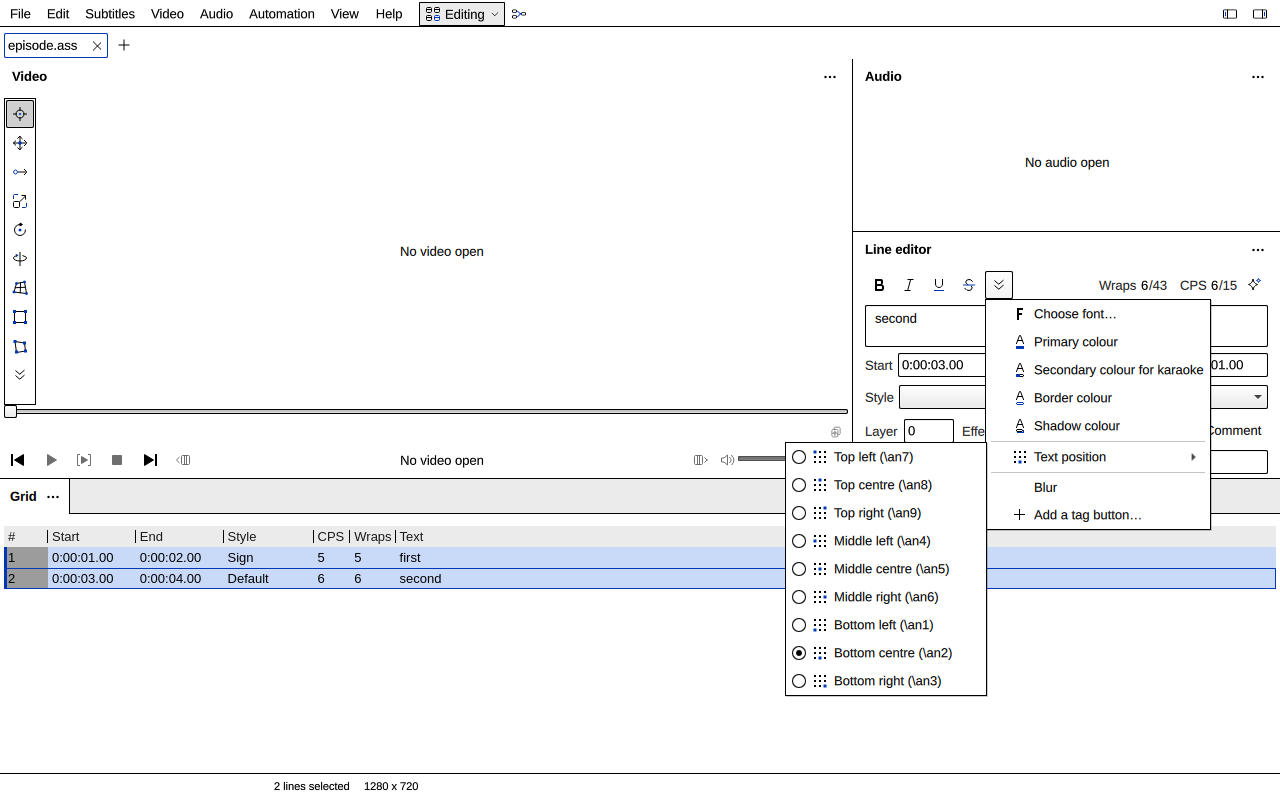 File Edit Subtitles Video Audio Automation View Help Editing
episode.ass
Video
Audio
No video open
No audio open
Line editor
B I U S Wraps 6/43 CPS 6/15
second
Start 0:00:03.00 01.00
Style
Layer 0 Effe Comment
Choose font…
Primary colour
Secondary colour for karaoke
Border colour
Shadow colour
Text position
Blur
Add a tag button…
No video open
Top left (\an7)
Top centre (\an8)
Top right (\an9)
Middle left (\an4)
Middle centre (\an5)
Middle right (\an6)
Bottom left (\an1)
Bottom centre (\an2)
Bottom right (\an3)
Grid
# Start End Style CPS Wraps Text
1 0:00:01.00 0:00:02.00 Sign 5 5 first
2 0:00:03.00 0:00:04.00 Default 6 6 second
2 lines selected 1280 x 720